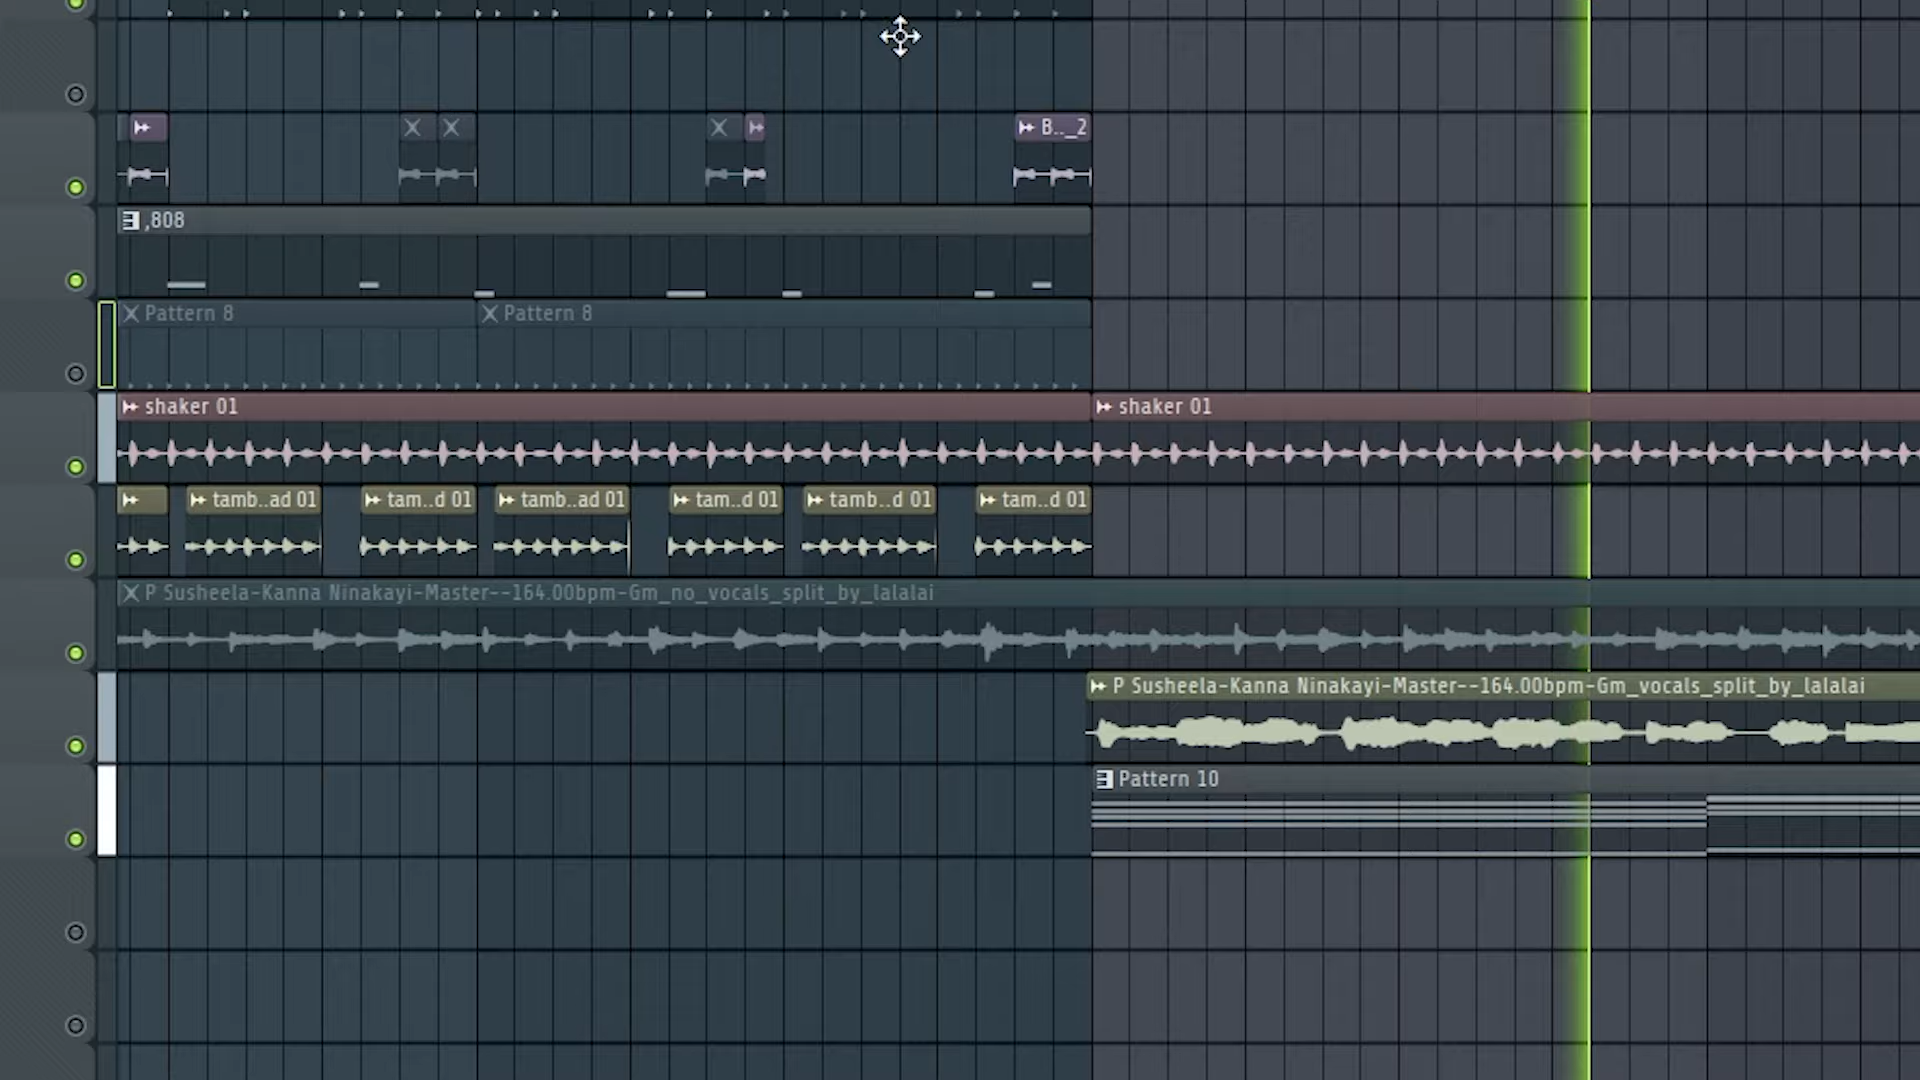 B.._2
,808
Pattern 8 Pattern 8
shaker 01 shaker 01
tamb..ad 01 tam..d 01 tamb..ad 01 tam..d 01 tamb..d 01 tam..d 01
P Susheela-Kanna Ninakayi-Master--164.00bpm-Gm_no_vocals_split_by_lalalai
P Susheela-Kanna Ninakayi-Master--164.00bpm-Gm_vocals_split_by_lalalai
Pattern 10